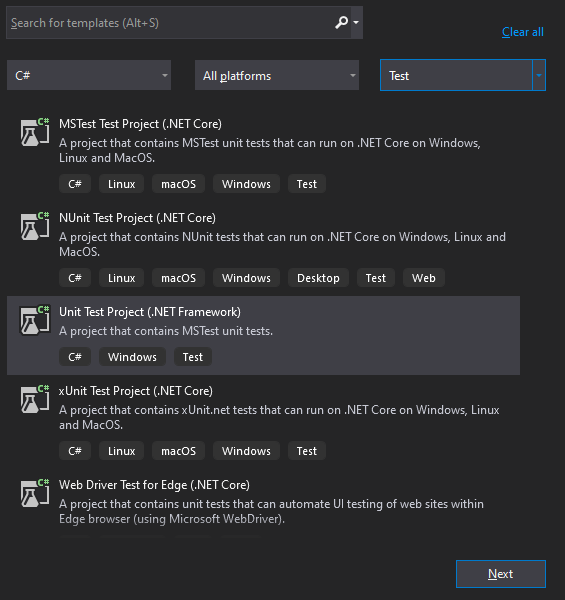 Search for templates (Alt+S)
Clear all
C#
All platforms
Test
C#
MSTest Test Project (.NET Core)
A project that contains MSTest unit tests that can run on .NET Core on Windows,
Linux and MacOS.
C# Linux macOS Windows Test
C#
NUnit Test Project (.NET Core)
A project that contains NUnit tests that can run on .NET Core on Windows, Linux and
MacOS.
C# Linux macOS Windows Desktop Test Web
C#
Unit Test Project (.NET Framework)
A project that contains MSTest unit tests.
C# Windows Test
C#
xUnit Test Project (.NET Core)
A project that contains xUnit.net tests that can run on .NET Core on Windows, Linux
and MacOS.
C# Linux macOS Windows Test
C#
Web Driver Test for Edge (.NET Core)
A project that contains unit tests that can automate UI testing of web sites within
Edge browser (using Microsoft WebDriver).
Next